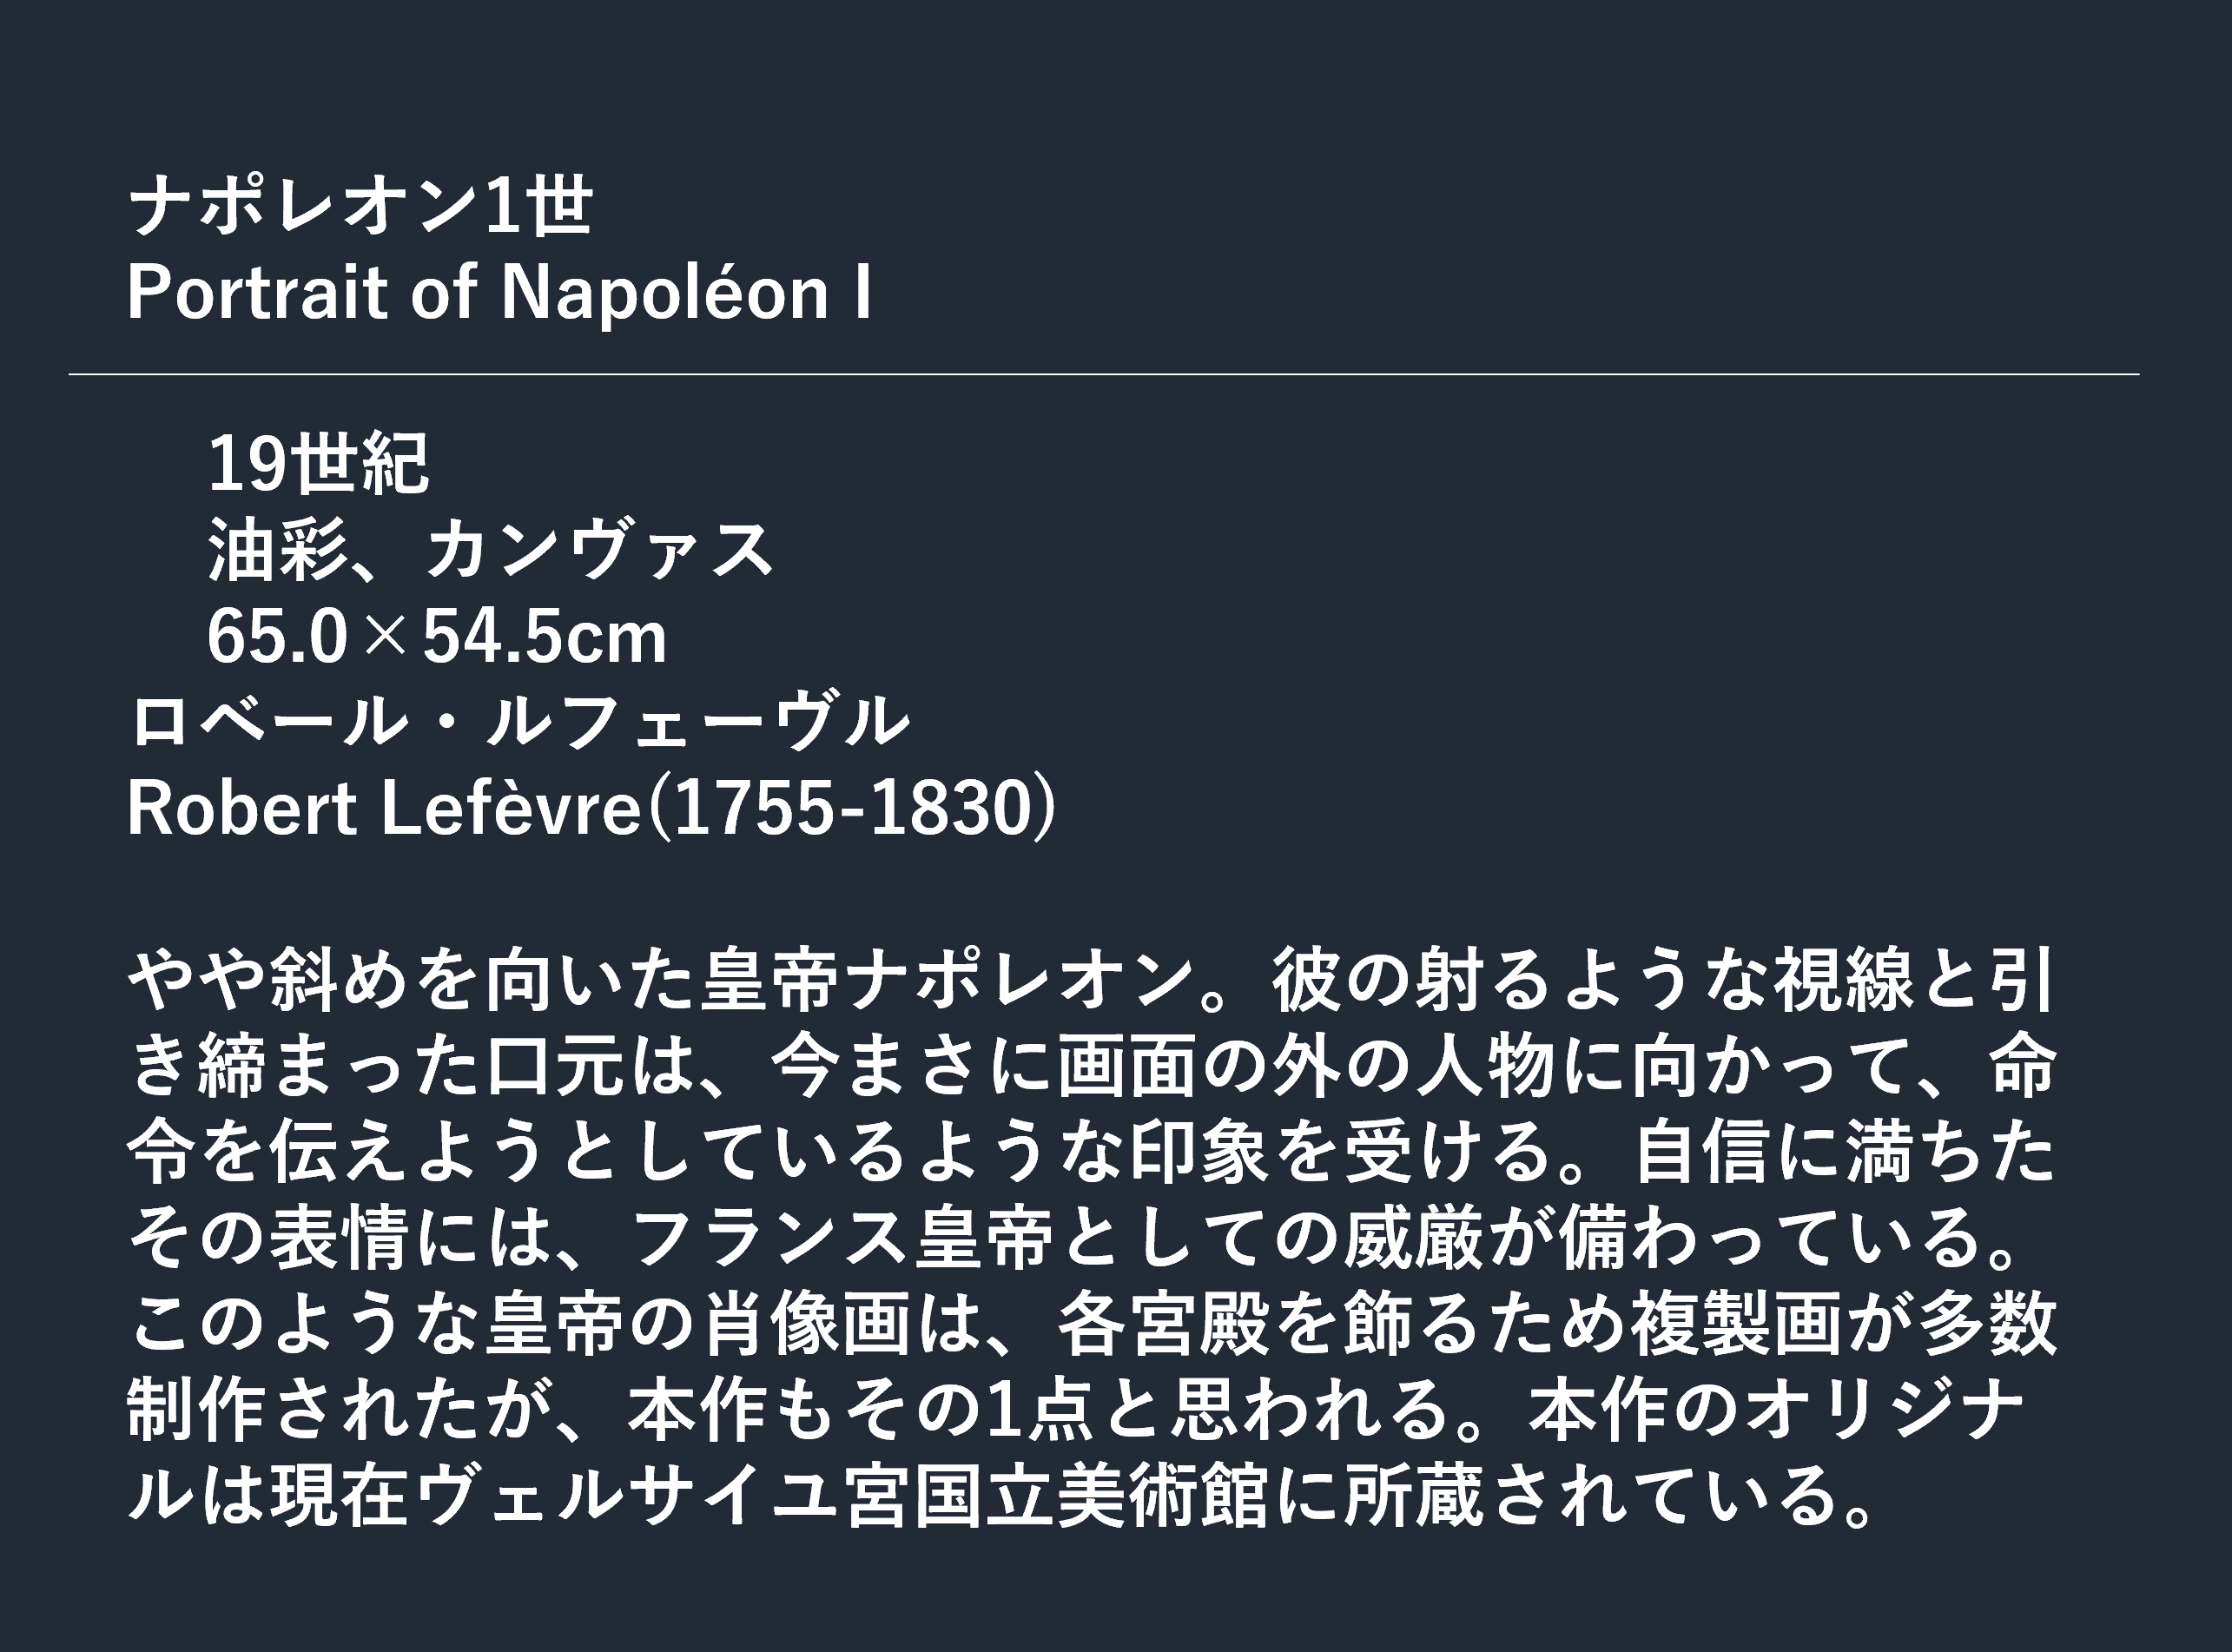 ナポレオン1世
Portrait of Napoléon I
19世紀
油彩、カンヴァス
65.0×54.5cm
ロベール・ルフェーヴル
Robert Lefèvre(1755-1830)
やや斜めを向いた皇帝ナポレオン。彼の射るような視線と引
き締まった口元は、今まさに画面の外の人物に向かって、命
令を伝えようとしているような印象を受ける。自信に満ちた
その表情には、フランス皇帝としての威厳が備わっている。
このような皇帝の肖像画は、各宮殿を飾るため複製画が多数
制作されたが、本作もその1点と思われる。本作のオリジナ
ルは現在ヴェルサイユ宮国立美術館に所蔵されている。